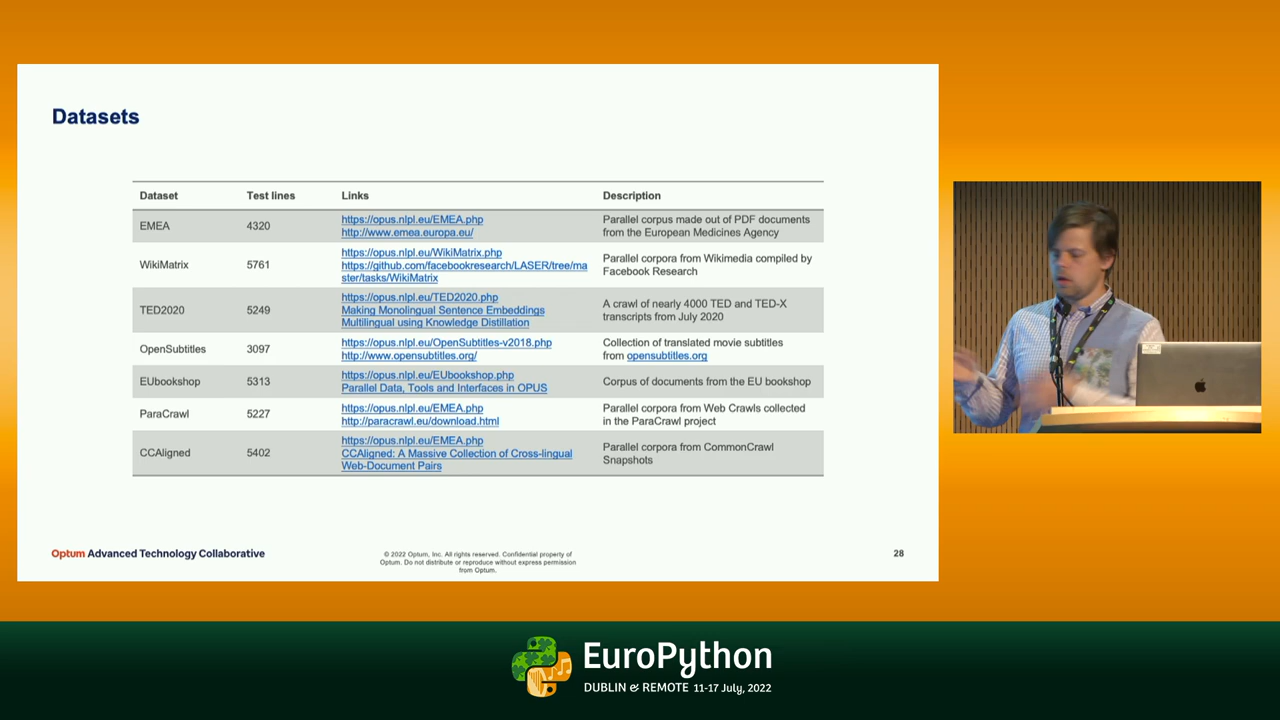 Datasets
Dataset Test lines Links Description
EMEA 4320 https://opus.nlpl.eu/EMEA.php Parallel corpus made out of PDF documents
http://www.emea.europa.eu/ from the European Medicines Agency
WikiMatrix 5761 https://opus.nlpl.eu/WikiMatrix.php Parallel corpora from Wikimedia compiled by
https://github.com/facebookresearch/LASER/tree/ma Facebook Research
ster/tasks/WikiMatrix
TED2020 5249 https://opus.nlpl.eu/TED2020.php A crawl of nearly 4000 TED and TED-X
Making Monolingual Sentence Embeddings transcripts from July 2020
Multilingual using Knowledge Distillation
OpenSubtitles 3097 https://opus.nlpl.eu/OpenSubtitles-v2018.php Collection of translated movie subtitles
http://www.opensubtitles.org/ from opensubtitles.org
EUbookshop 5313 https://opus.nlpl.eu/EUbookshop.php Corpus of documents from the EU bookshop
Parallel Data, Tools and Interfaces in OPUS
ParaCrawl 5227 https://opus.nlpl.eu/EMEA.php Parallel corpora from Web Crawls collected
http://paracrawl.eu/download.html in the ParaCrawl project
CCAligned 5402 https://opus.nlpl.eu/EMEA.php Parallel corpora from CommonCrawl
CCAligned: A Massive Collection of Cross-lingual Snapshots
Web-Document Pairs
Optum Advanced Technology Collaborative
© 2022 Optum, Inc. All rights reserved. Confidential property of
Optum. Do not distribute or reproduce without express permission
from Optum.
28
EuroPython
DUBLIN & REMOTE 11-17 July, 2022